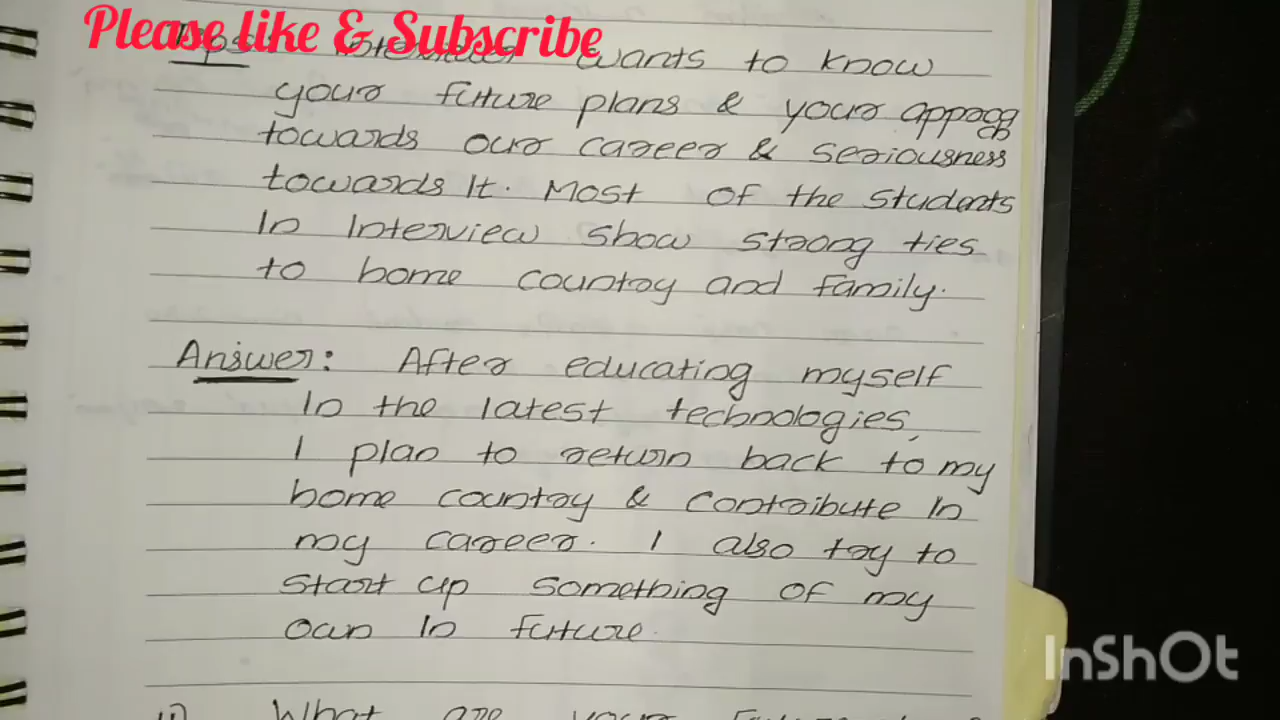 Please like & Subscribe
wants to know
your future plans &
towards our career & seriousness
towards It. Most of the students
In Interview show strong ties
to home country and family.
Answer: After educating myself
In the latest technologies,
I plan to return back to my
home country & contribute In
my career. I also try to
start up something of my
own In future.
11) What are your
InShOt